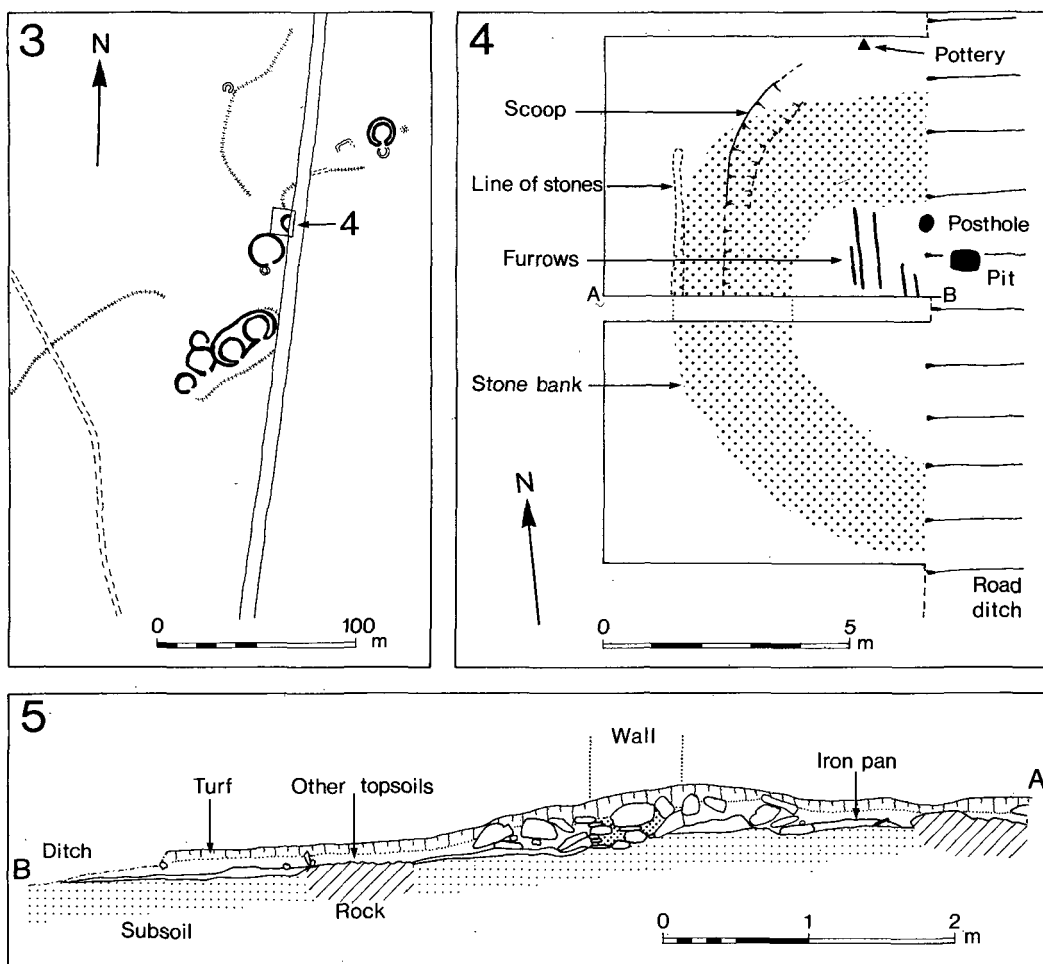 3
N
4
0
100
m
4
Pottery
Scoop
Line of stones
Posthole
Furrows
Pit
A
B
Stone bank
N
Road
ditch
0
5
m
5
Wall
Iron pan
A
Turf
Other topsoils
Ditch
B
Rock
Subsoil
0
1
2
m